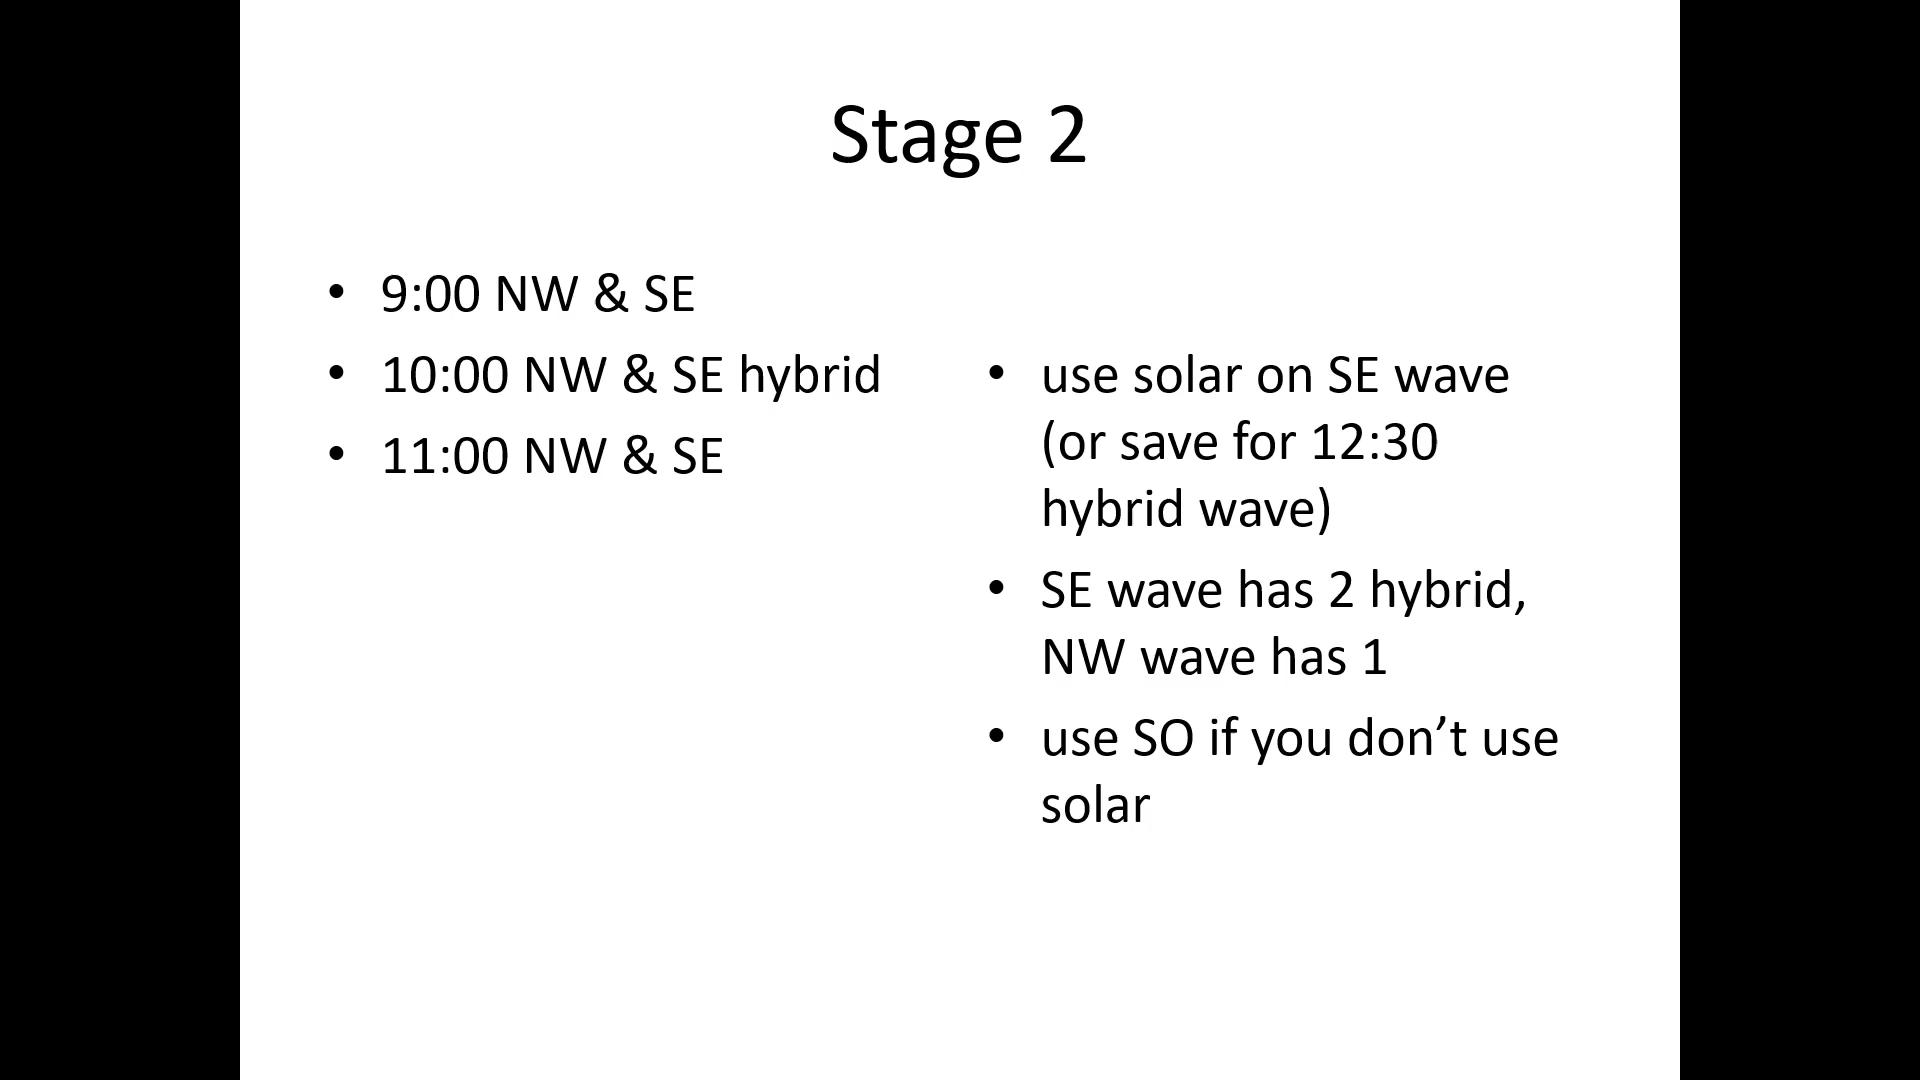 Stage 2
• 9:00 NW & SE
• 10:00 NW & SE hybrid
• 11:00 NW & SE
• use solar on SE wave
(or save for 12:30
hybrid wave)
• SE wave has 2 hybrid,
NW wave has 1
• use SO if you don’t use
solar